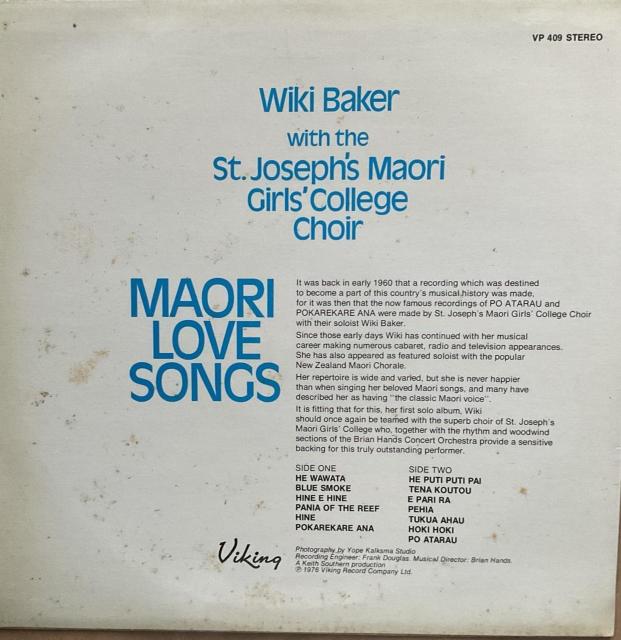 VP 409 STEREO
Wiki Baker
with the
St. Joseph's Maori
Girls' College
Choir
MAORI
LOVE
SONGS
It was back in early 1960 that a recording which was destined
to become a part of this country's musical history was made,
for it was then that the now famous recordings of PO ATARAU and
POKAREKARE ANA were made by St. Joseph's Maori Girls' College Choir
with their soloist Wiki Baker.
Since those early days Wiki has continued with her musical
career making numerous cabaret, radio and television appearances.
She has also appeared as featured soloist with the popular
New Zealand Maori Chorale.
Her repertoire is wide and varied, but she is never happier
than when singing her beloved Maori songs, and many have
described her as having "the classic Maori voice".
It is fitting that for this, her first solo album, Wiki
should once again be teamed with the superb choir of St. Joseph's
Maori Girls' College who, together with the rhythm and woodwind
sections of the Brian Hands Concert Orchestra provide a sensitive
backing for this truly outstanding performer.
SIDE ONE
HE WAWATA
BLUE SMOKE
HINE E HINE
PANIA OF THE REEF
HINE
POKAREKARE ANA
SIDE TWO
HE PUTI PUTI PAI
TENA KOUTOU
E PARI RA
PEHIA
TUKUA AHAU
HOKI HOKI
PO ATARAU
Viking
Photography by Yope Kalksma Studio
Recording Engineer: Frank Douglas. Musical Director: Brian Hands.
A Keith Southern production
℗ 1976 Viking Record Company Ltd.